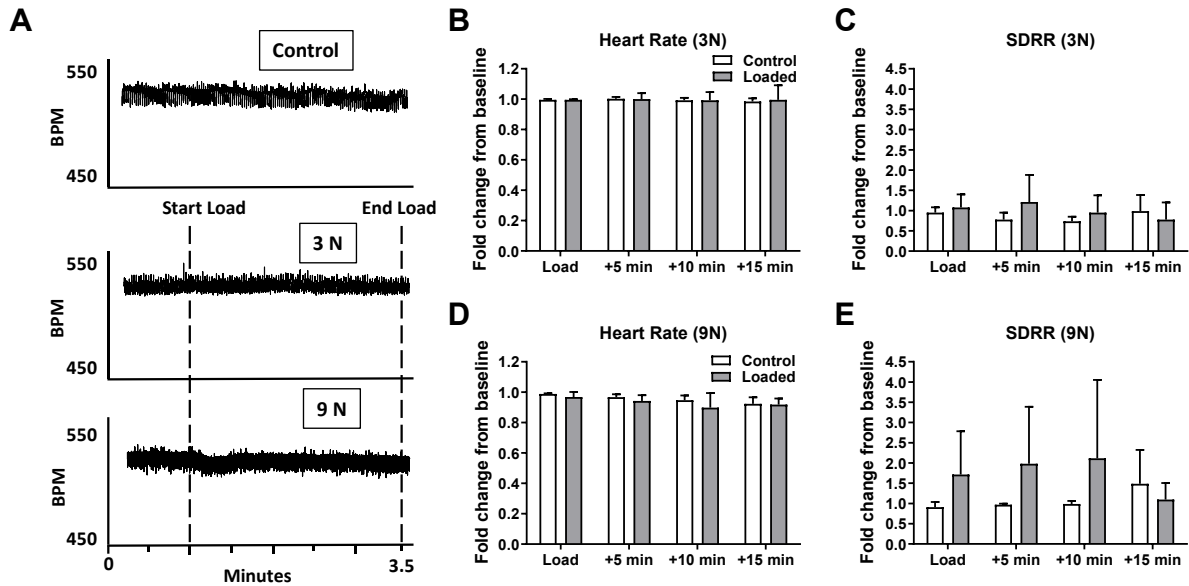 A
Control
550
BPM
450
Start Load
End Load
3 N
550
BPM
450
9 N
550
BPM
450
0
Minutes
3.5
B
Heart Rate (3N)
Control
Loaded
Fold change from baseline
1.2
1.0
0.8
0.6
0.4
0.2
0.0
Load
+5 min
+10 min
+15 min
C
SDRR (3N)
Fold change from baseline
4.5
4.0
3.5
3.0
2.5
2.0
1.5
1.0
0.5
0.0
Load
+5 min
+10 min
+15 min
D
Heart Rate (9N)
Control
Loaded
Fold change from baseline
1.2
1.0
0.8
0.6
0.4
0.2
0.0
Load
+5 min
+10 min
+15 min
E
SDRR (9N)
Fold change from baseline
4.5
4.0
3.5
3.0
2.5
2.0
1.5
1.0
0.5
0.0
Load
+5 min
+10 min
+15 min